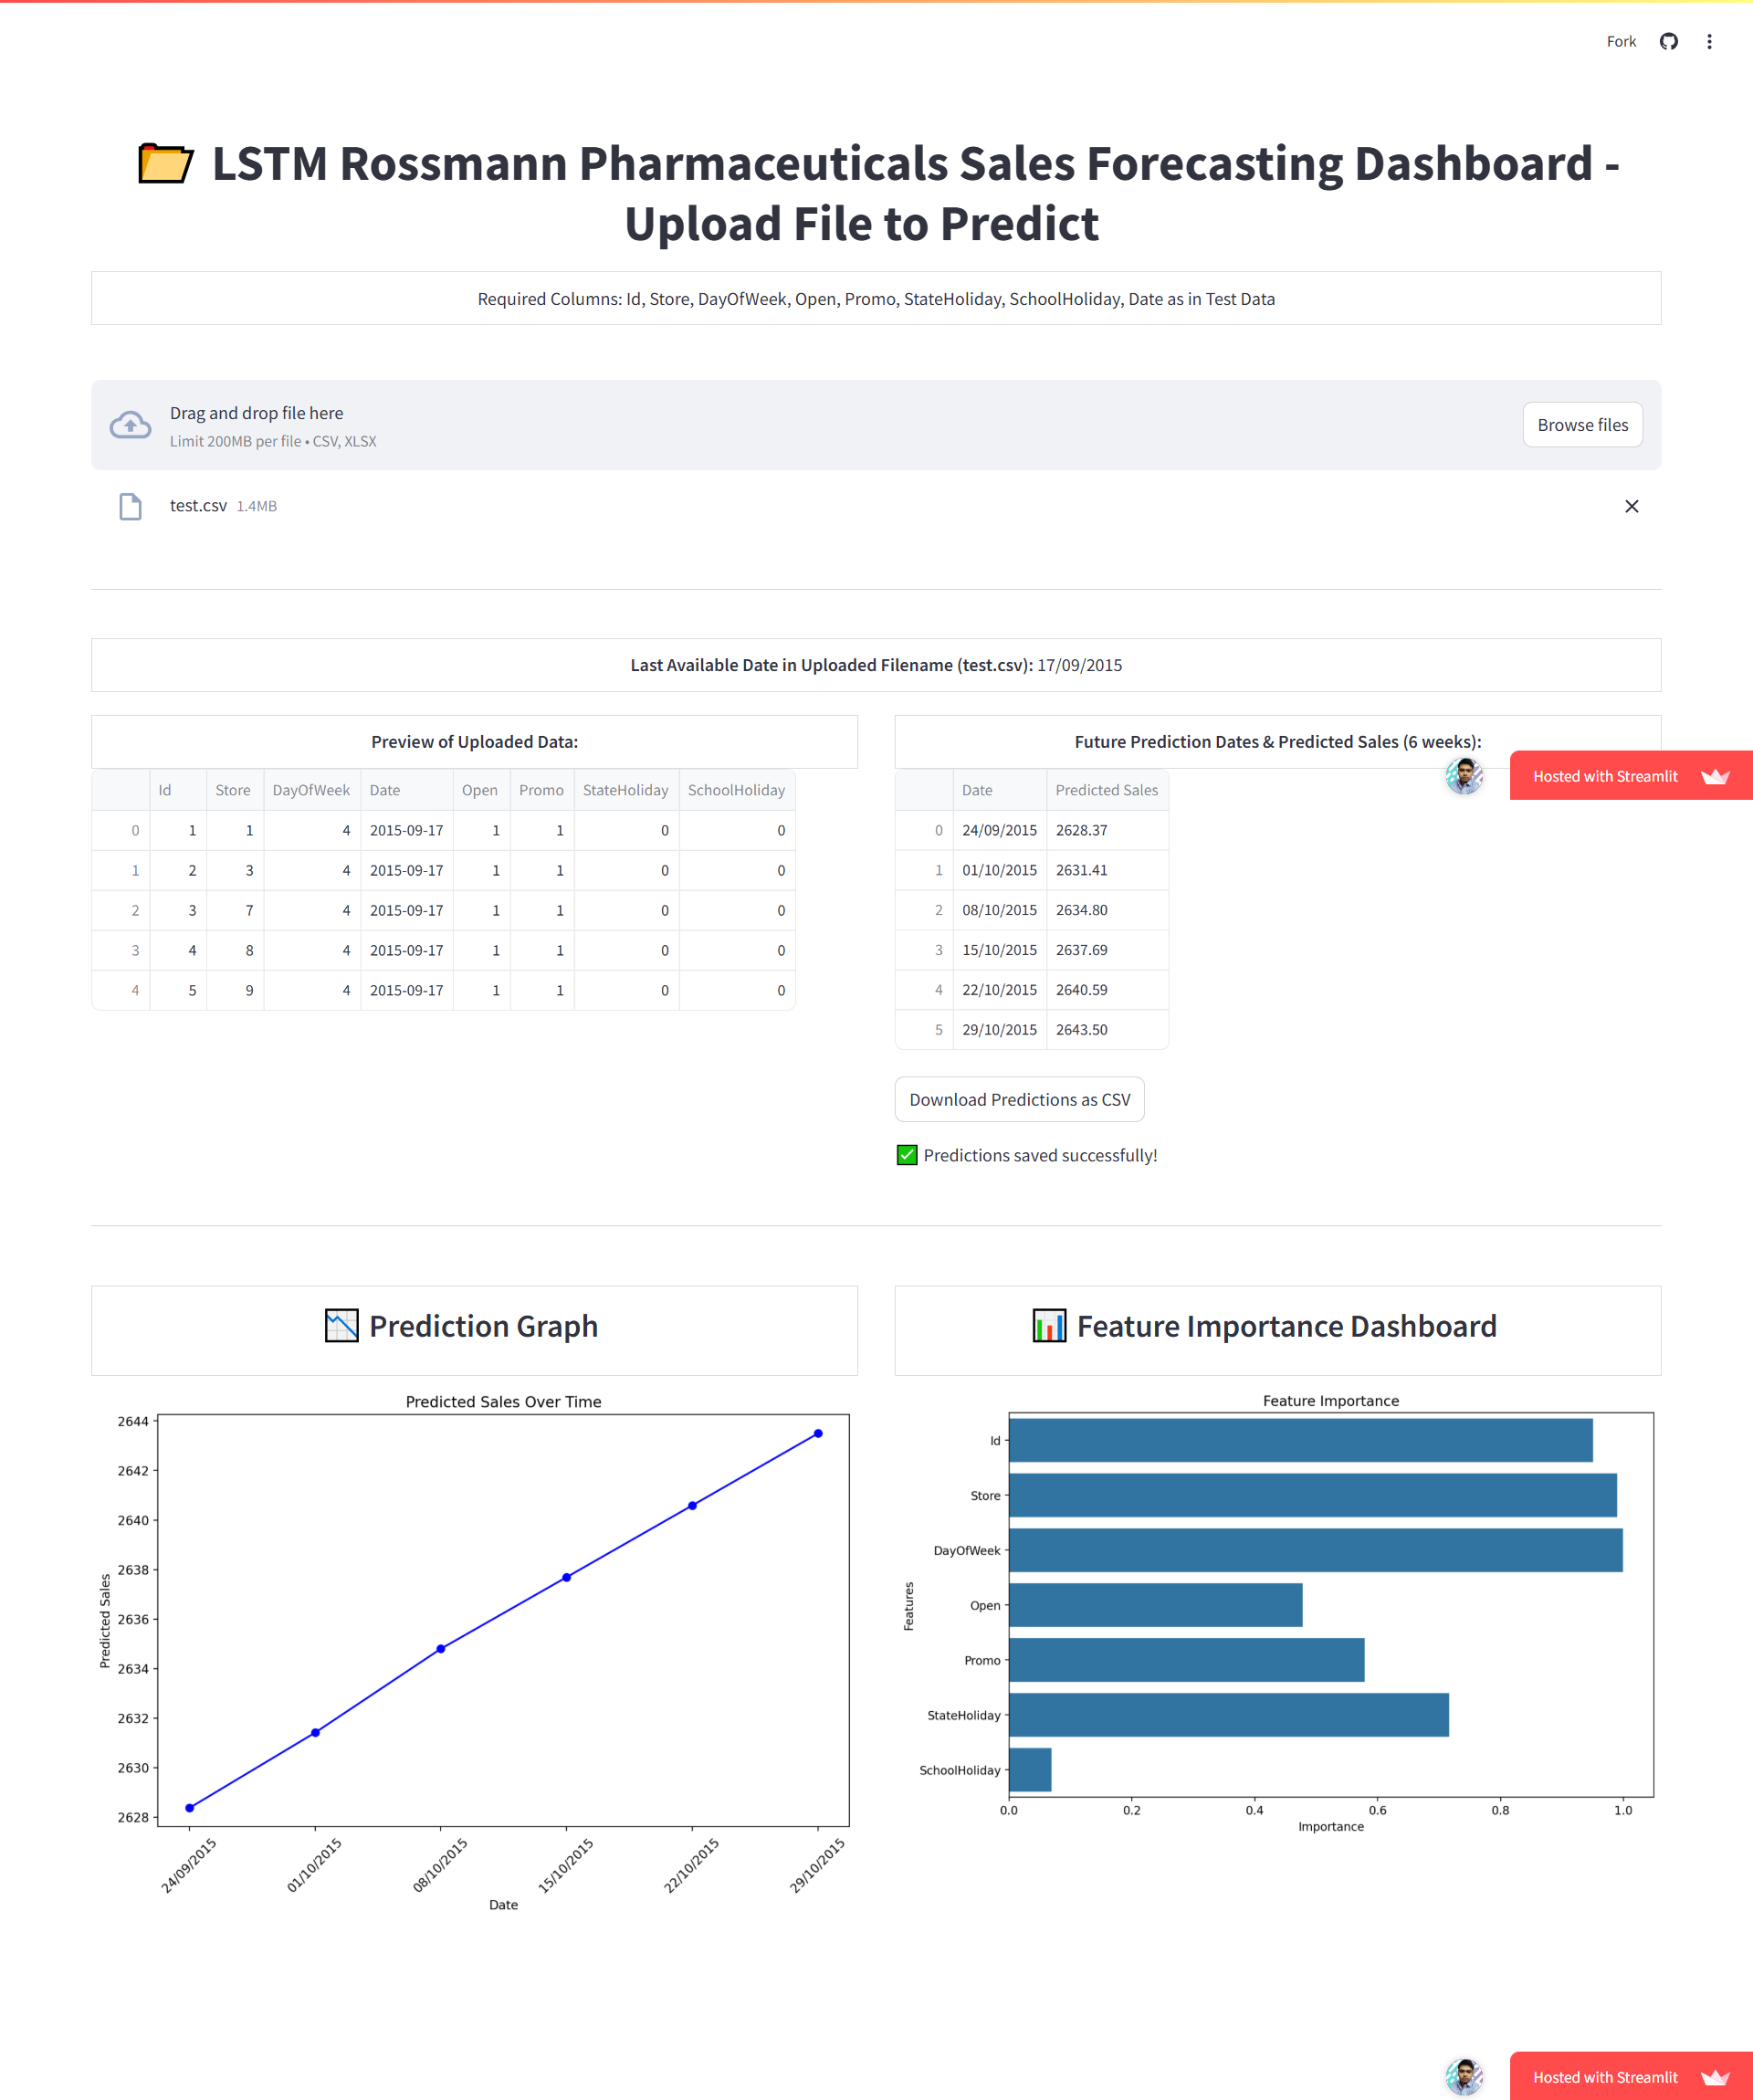 Fork
LSTM Rossmann Pharmaceuticals Sales Forecasting Dashboard -
Upload File to Predict
Required Columns: Id, Store, DayOfWeek, Open, Promo, StateHoliday, SchoolHoliday, Date as in Test Data
Drag and drop file here
Limit 200MB per file • CSV, XLSX
Browse files
test.csv 1.4MB
Last Available Date in Uploaded Filename (test.csv): 17/09/2015
Preview of Uploaded Data:
Id Store DayOfWeek Date Open Promo StateHoliday SchoolHoliday
0 1 1 4 2015-09-17 1 1 0 0
1 2 3 4 2015-09-17 1 1 0 0
2 3 7 4 2015-09-17 1 1 0 0
3 4 8 4 2015-09-17 1 1 0 0
4 5 9 4 2015-09-17 1 1 0 0
Future Prediction Dates & Predicted Sales (6 weeks):
Hosted with Streamlit
Date Predicted Sales
0 24/09/2015 2628.37
1 01/10/2015 2631.41
2 08/10/2015 2634.80
3 15/10/2015 2637.69
4 22/10/2015 2640.59
5 29/10/2015 2643.50
Download Predictions as CSV
Predictions saved successfully!
Prediction Graph
Predicted Sales Over Time
2644
2642
2640
2638
2636
2634
2632
2630
2628
Predicted Sales
24/09/2015 01/10/2015 08/10/2015 15/10/2015 22/10/2015 29/10/2015
Date
Feature Importance Dashboard
Feature Importance
Id
Store
DayOfWeek
Open
Promo
StateHoliday
SchoolHoliday
Features
0.0 0.2 0.4 0.6 0.8 1.0
Importance
Hosted with Streamlit